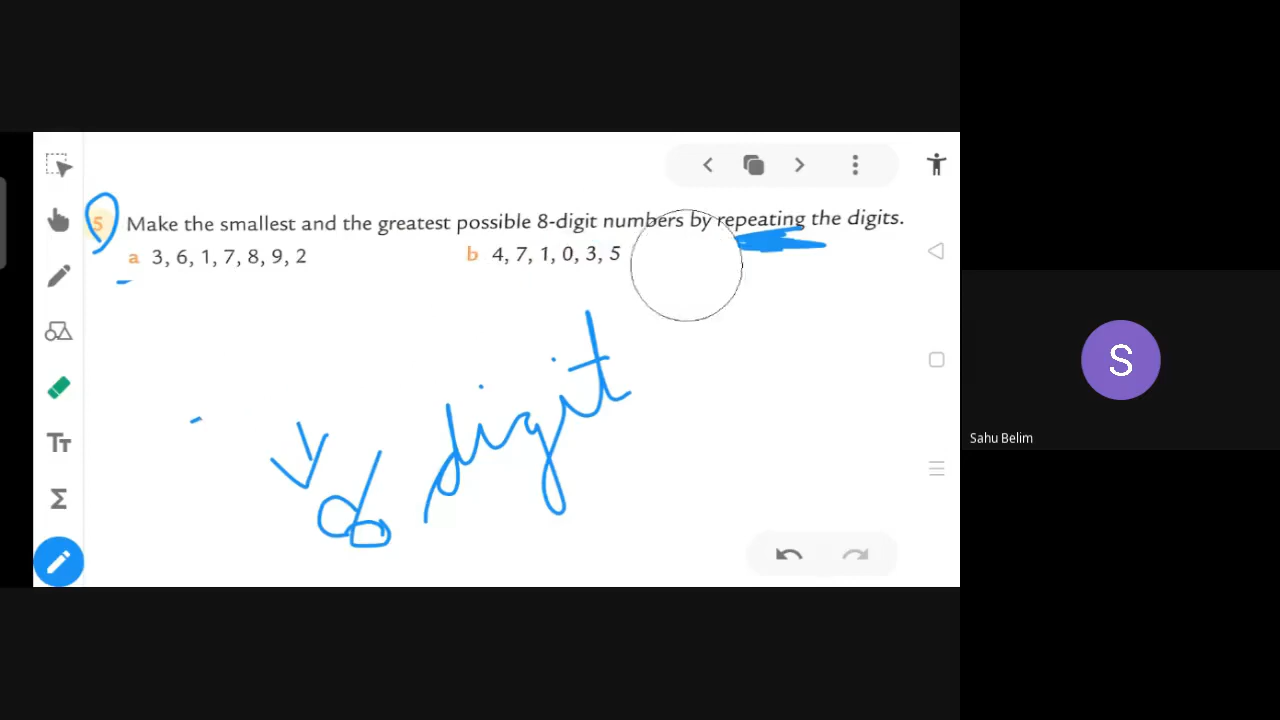 5 Make the smallest and the greatest possible 8-digit numbers by repeating the digits.
a 3, 6, 1, 7, 8, 9, 2 b 4, 7, 1, 0, 3, 5
8 digit
Tт
Σ
S
Sahu Belim